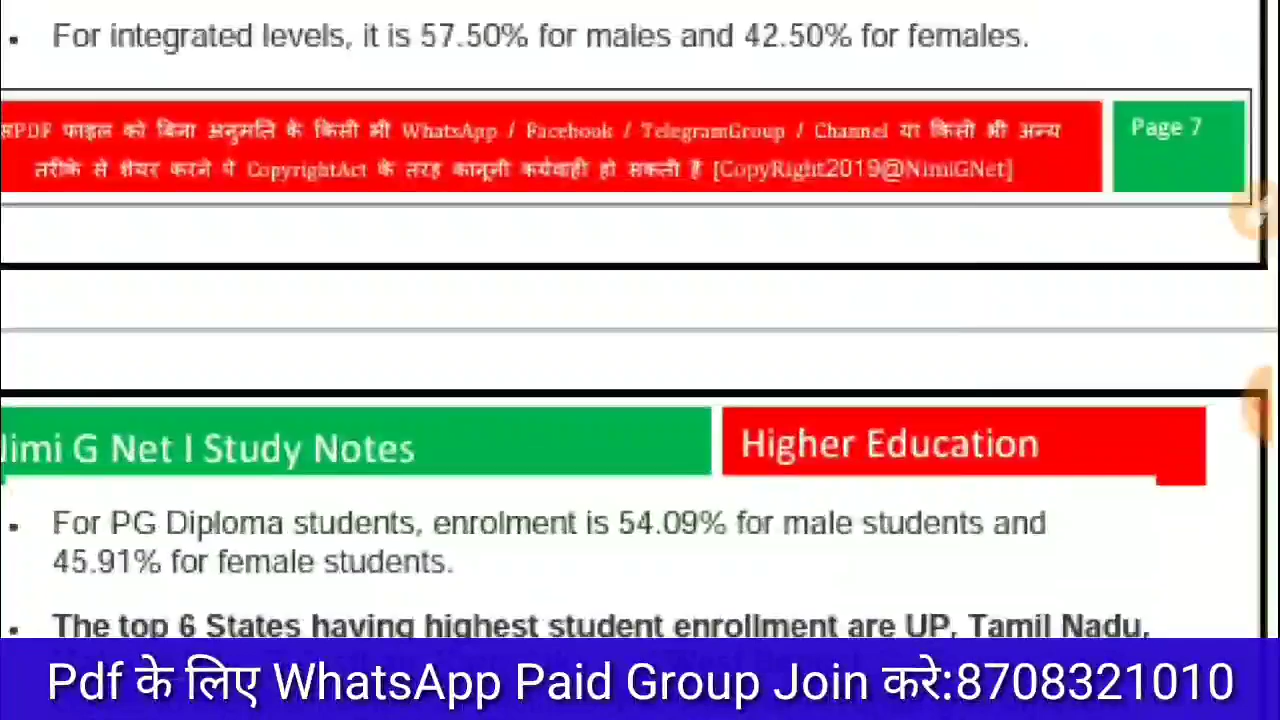 • For integrated levels, it is 57.50% for males and 42.50% for females.
सPDF फाइल को बिना अनुमति के किसी भी WhatsApp / Facebook / TelegramGroup / Channel या किसी भी अन्य
तरीके से शेयर करने पे CopyrightAct के तरह कानूनी कार्यवाही हो सकती है [CopyRight2019@NimiGNet]
Page 7
Nimi G Net l Study Notes
Higher Education
• For PG Diploma students, enrolment is 54.09% for male students and
45.91% for female students.
• The top 6 States having highest student enrollment are UP, Tamil Nadu,
Pdf के लिए WhatsApp Paid Group Join करे:8708321010